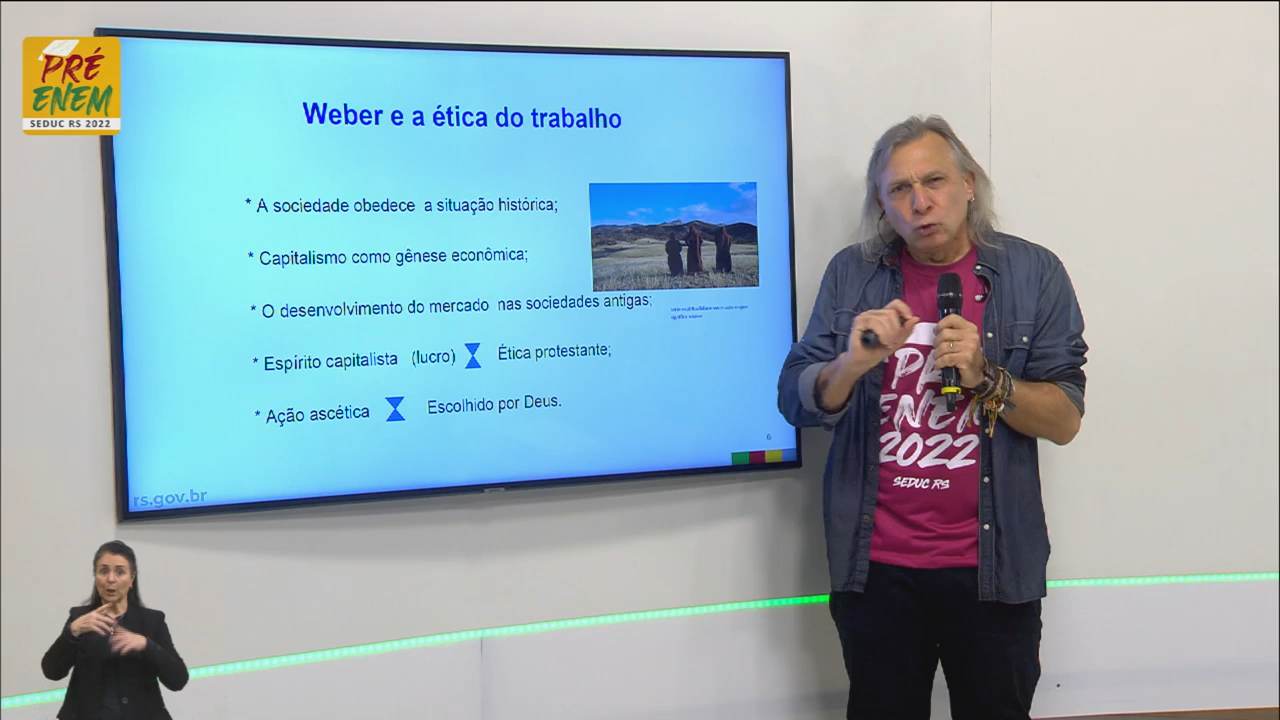 PRÉ
ENEM
SEDUC RS 2022
Weber e a ética do trabalho
* A sociedade obedece a situação histórica;
* Capitalismo como gênese econômica;
* O desenvolvimento do mercado nas sociedades antigas;
* Espírito capitalista (lucro) Ética protestante;
* Ação ascética Escolhido por Deus.
6
rs.gov.br
PRÉ
ENEM
2022
SEDUC RS